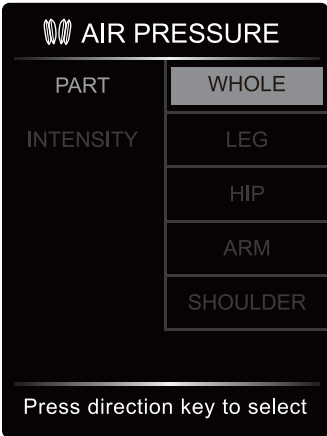 AIR PRESSURE
PART WHOLE
INTENSITY LEG
HIP
ARM
SHOULDER
Press direction key to select